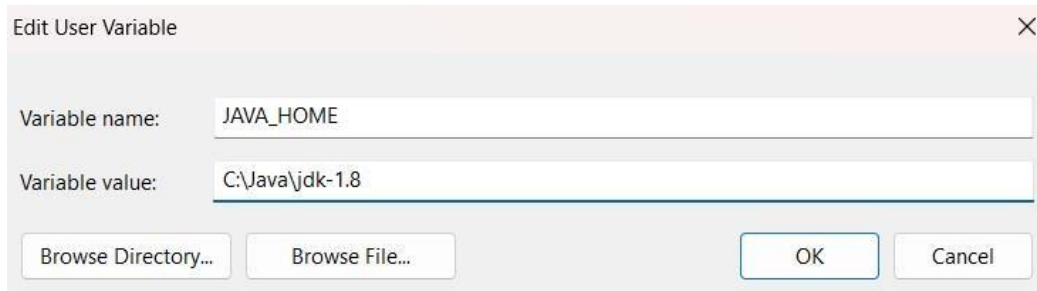 Edit User Variable
Variable name: JAVA_HOME
Variable value: C:\Java\jdk-1.8
Browse Directory... Browse File... OK Cancel